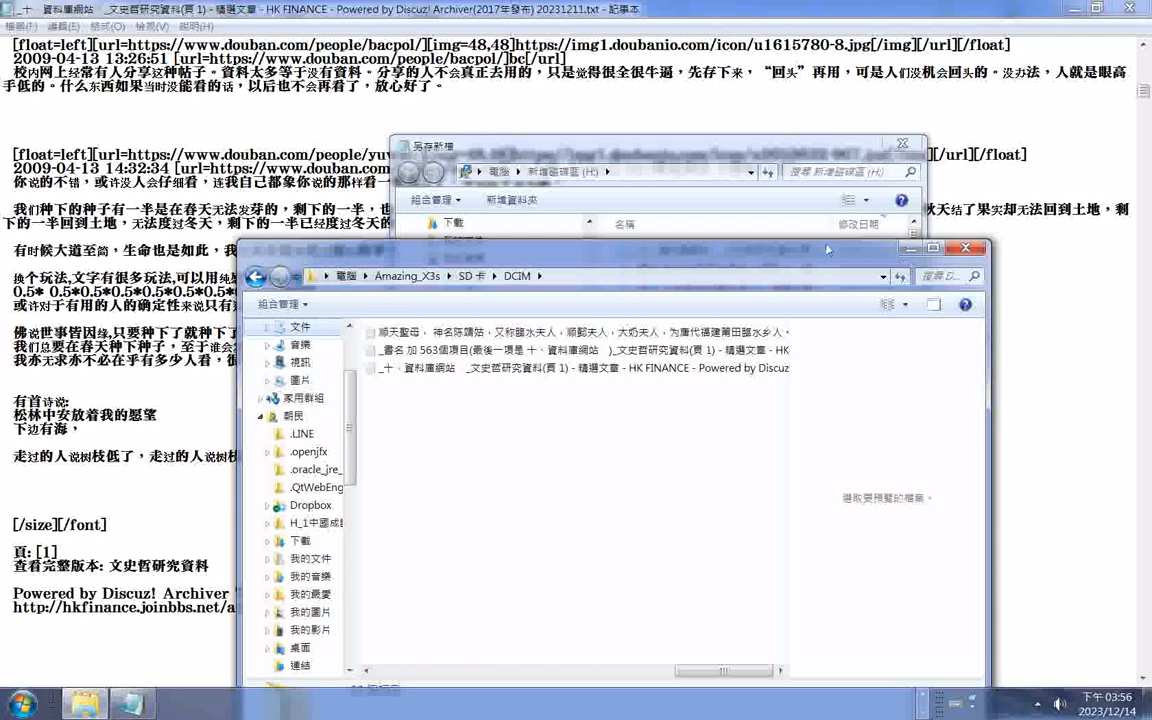 _十、資料庫網站　_文史哲研究資料(頁 1) - 精選文章 - HK FINANCE - Powered by Discuz! Archiver(2017年發布) 20231211.txt - 記事本
檔案(F) 編輯(E) 格式(O) 檢視(V) 說明(H)
[float=left][url=https://www.douban.com/people/bacpol/][img=48,48]https://img1.doubanio.com/icon/u1615780-8.jpg[/img][/url][/float]
2009-04-13 13:26:51 [url=https://www.douban.com/people/bacpol/]bc[/url]
校内网上经常有人分享这种帖子。資料太多等于没有資料。分享的人不会真正去用的，只是觉得很全很牛逼，先存下来，“回头”再用，可是人们没机会回头的。没办法，人就是眼高
手低的。什么东西如果当时没能看的话，以后也不会再看了，放心好了。
另存新檔
[float=left][url=https://www.douban.com/people/yuv
][/url][/float]
2009-04-13 14:32:34 [url=https://www.douban.co
電腦 新增磁碟區 (H:)
搜尋 新增磁碟區 (H:)
你说的不错，或许没人会仔细看，连我自己都象你说的那样看一
組合管理 新增資料夾
我们种下的种子有一半是在春天无法发芽的，剩下的一半，也
秋天结了果实却无法回到土地，剩
下的一半回到土地，无法度过冬天，剩下的一半已经度过冬天的
下載
名稱 修改日期
有时候大道至简，生命也是如此，我
换个玩法,文字有很多玩法,可以用纯
電腦 Amazing_X3s SD 卡 DCIM
搜尋 D...
0.5* 0.5*0.5*0.5*0.5*0.5*0.5*0.5*
或许对于有用的人的确定性来说只有
組合管理
佛说世事皆因缘,只要种下了就种下了
我们总要在春天种下种子，至于谁会
我亦无求亦不必在乎有多少人看，很
文件
音樂
視訊
圖片
家用群組
朝民
.LINE
.openjfx
.oracle_jre_
.QtWebEng
Dropbox
H_1中國成語
下載
我的文件
我的音樂
我的最愛
我的圖片
我的影片
桌面
連結
順天聖母，神名陳靖姑，又称臨水夫人，順懿夫人，大奶夫人，为唐代福建莆田臨水乡人，
_書名 加 563個項目(最後一項是 十、資料庫網站　)_文史哲研究資料(頁 1) - 精選文章 - HK
_十、資料庫網站　_文史哲研究資料(頁 1) - 精選文章 - HK FINANCE - Powered by Discuz
選取要預覽的檔案。
有首诗说:
松林中安放着我的愿望
下边有海，
走过的人说树枝低了，走过的人说树
[/size][/font]
頁: [1]
查看完整版本: 文史哲研究資料
Powered by Discuz! Archiver
http://hkfinance.joinbbs.net/a
下午 03:56
2023/12/14